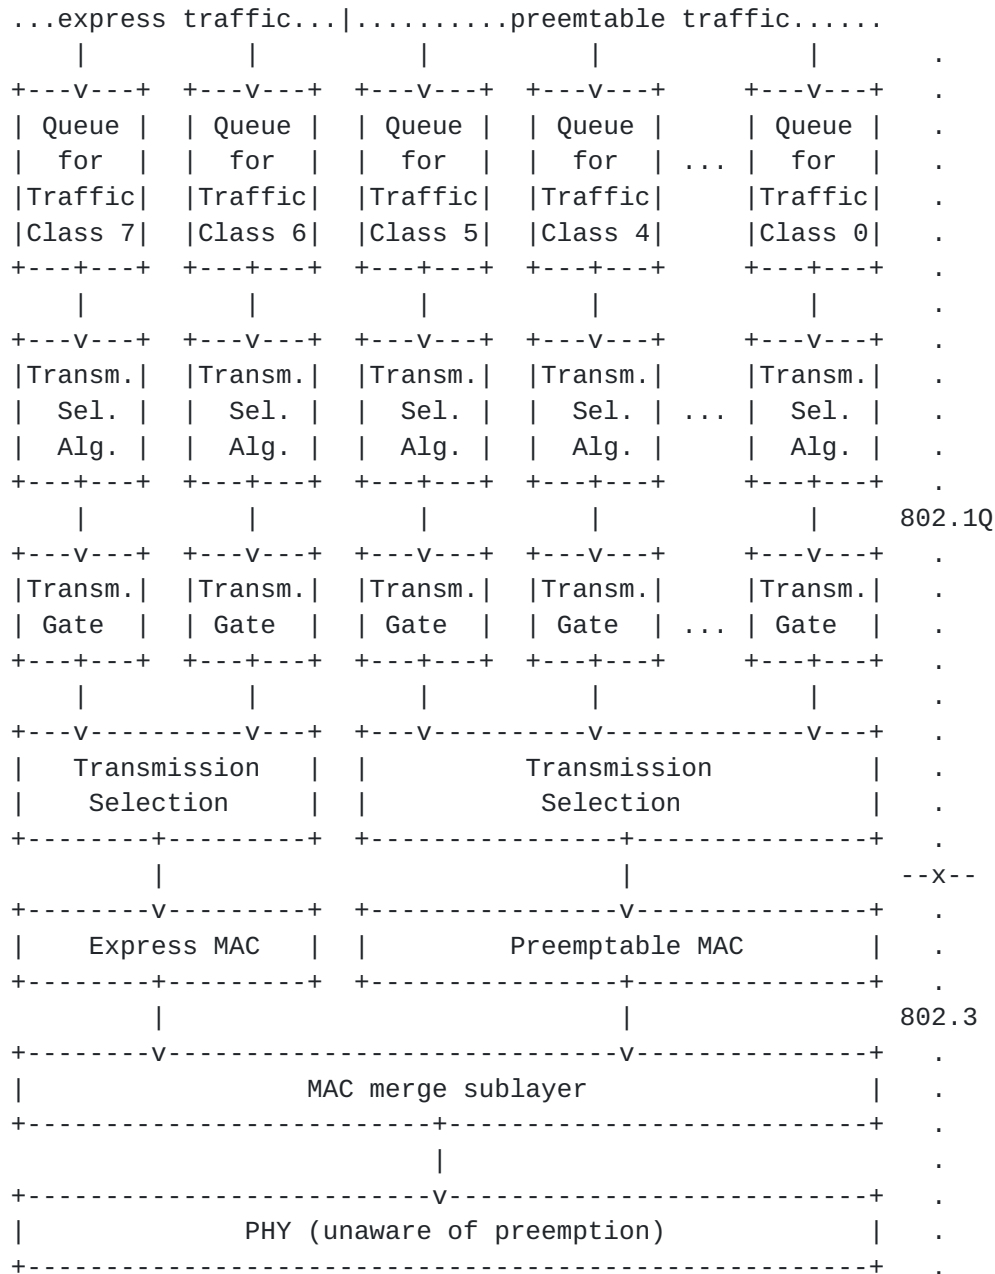 ...express traffic...|..........preemtable traffic......
    |          |          |          |             |       .
+---v---+  +---v---+  +---v---+  +---v---+     +---v---+   .
| Queue |  | Queue |  | Queue |  | Queue |     | Queue |   .
|  for  |  |  for  |  |  for  |  |  for  | ... |  for  |   .
|Traffic|  |Traffic|  |Traffic|  |Traffic|     |Traffic|   .
|Class 7|  |Class 6|  |Class 5|  |Class 4|     |Class 0|   .
+---+---+  +---+---+  +---+---+  +---+---+     +---+---+   .
    |          |          |          |             |       .
+---v---+  +---v---+  +---v---+  +---v---+     +---v---+   .
|Transm.|  |Transm.|  |Transm.|  |Transm.|     |Transm.|   .
|  Sel. |  |  Sel. |  |  Sel. |  |  Sel. | ... |  Sel. |   .
|  Alg. |  |  Alg. |  |  Alg. |  |  Alg. |     |  Alg. |   .
+---+---+  +---+---+  +---+---+  +---+---+     +---+---+   .
    |          |          |          |             |     802.1Q
+---v---+  +---v---+  +---v---+  +---v---+     +---v---+   .
|Transm.|  |Transm.|  |Transm.|  |Transm.|     |Transm.|   .
| Gate  |  | Gate  |  | Gate  |  | Gate  | ... | Gate  |   .
+---+---+  +---+---+  +---+---+  +---+---+     +---+---+   .
    |          |          |          |             |       .
+---v----------v---+  +---v----------v-------------v---+   .
|   Transmission   |  |          Transmission          |   .
|    Selection     |  |           Selection            |   .
+--------+---------+  +----------------+---------------+   .
         |                             |                 --x--
+--------v---------+  +----------------v---------------+   .
|    Express MAC   |  |         Preemptable MAC        |   .
+--------+---------+  +----------------+---------------+   .
         |                             |                 802.3
+--------v-----------------------------v---------------+   .
|                  MAC merge sublayer                  |   .
+--------------------------+---------------------------+   .
                           |                               .
+--------------------------v---------------------------+   .
|              PHY (unaware of preemption)             |   .
+------------------------------------------------------+   .